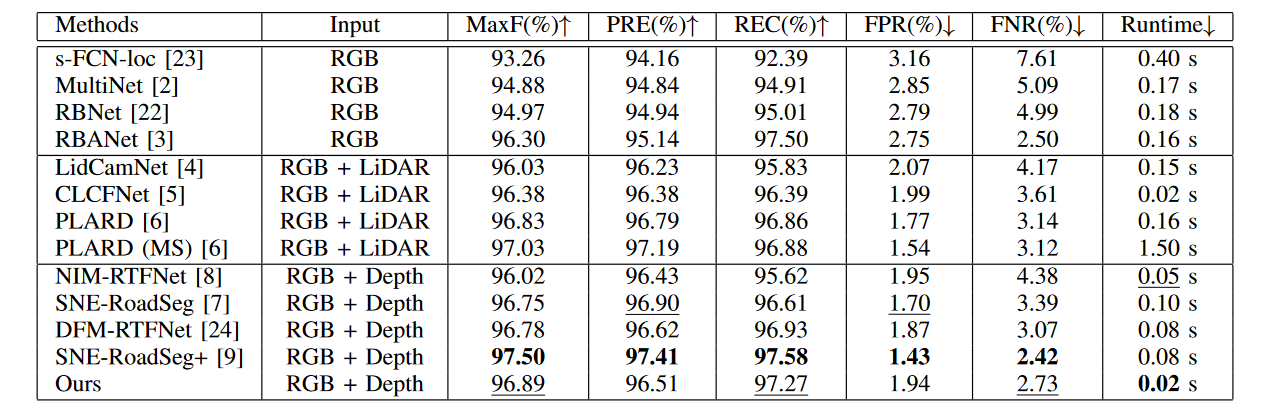 Methods Input MaxF(%)↑ PRE(%)↑ REC(%)↑ FPR(%)↓ FNR(%)↓ Runtime↓
s-FCN-loc [23] RGB 93.26 94.16 92.39 3.16 7.61 0.40 s
MultiNet [2] RGB 94.88 94.84 94.91 2.85 5.09 0.17 s
RBNet [22] RGB 94.97 94.94 95.01 2.79 4.99 0.18 s
RBANet [3] RGB 96.30 95.14 97.50 2.75 2.50 0.16 s
LidCamNet [4] RGB + LiDAR 96.03 96.23 95.83 2.07 4.17 0.15 s
CLCFNet [5] RGB + LiDAR 96.38 96.38 96.39 1.99 3.61 0.02 s
PLARD [6] RGB + LiDAR 96.83 96.79 96.86 1.77 3.14 0.16 s
PLARD (MS) [6] RGB + LiDAR 97.03 97.19 96.88 1.54 3.12 1.50 s
NIM-RTFNet [8] RGB + Depth 96.02 96.43 95.62 1.95 4.38 0.05 s
SNE-RoadSeg [7] RGB + Depth 96.75 96.90 96.61 1.70 3.39 0.10 s
DFM-RTFNet [24] RGB + Depth 96.78 96.62 96.93 1.87 3.07 0.08 s
SNE-RoadSeg+ [9] RGB + Depth 97.50 97.41 97.58 1.43 2.42 0.08 s
Ours RGB + Depth 96.89 96.51 97.27 1.94 2.73 0.02 s